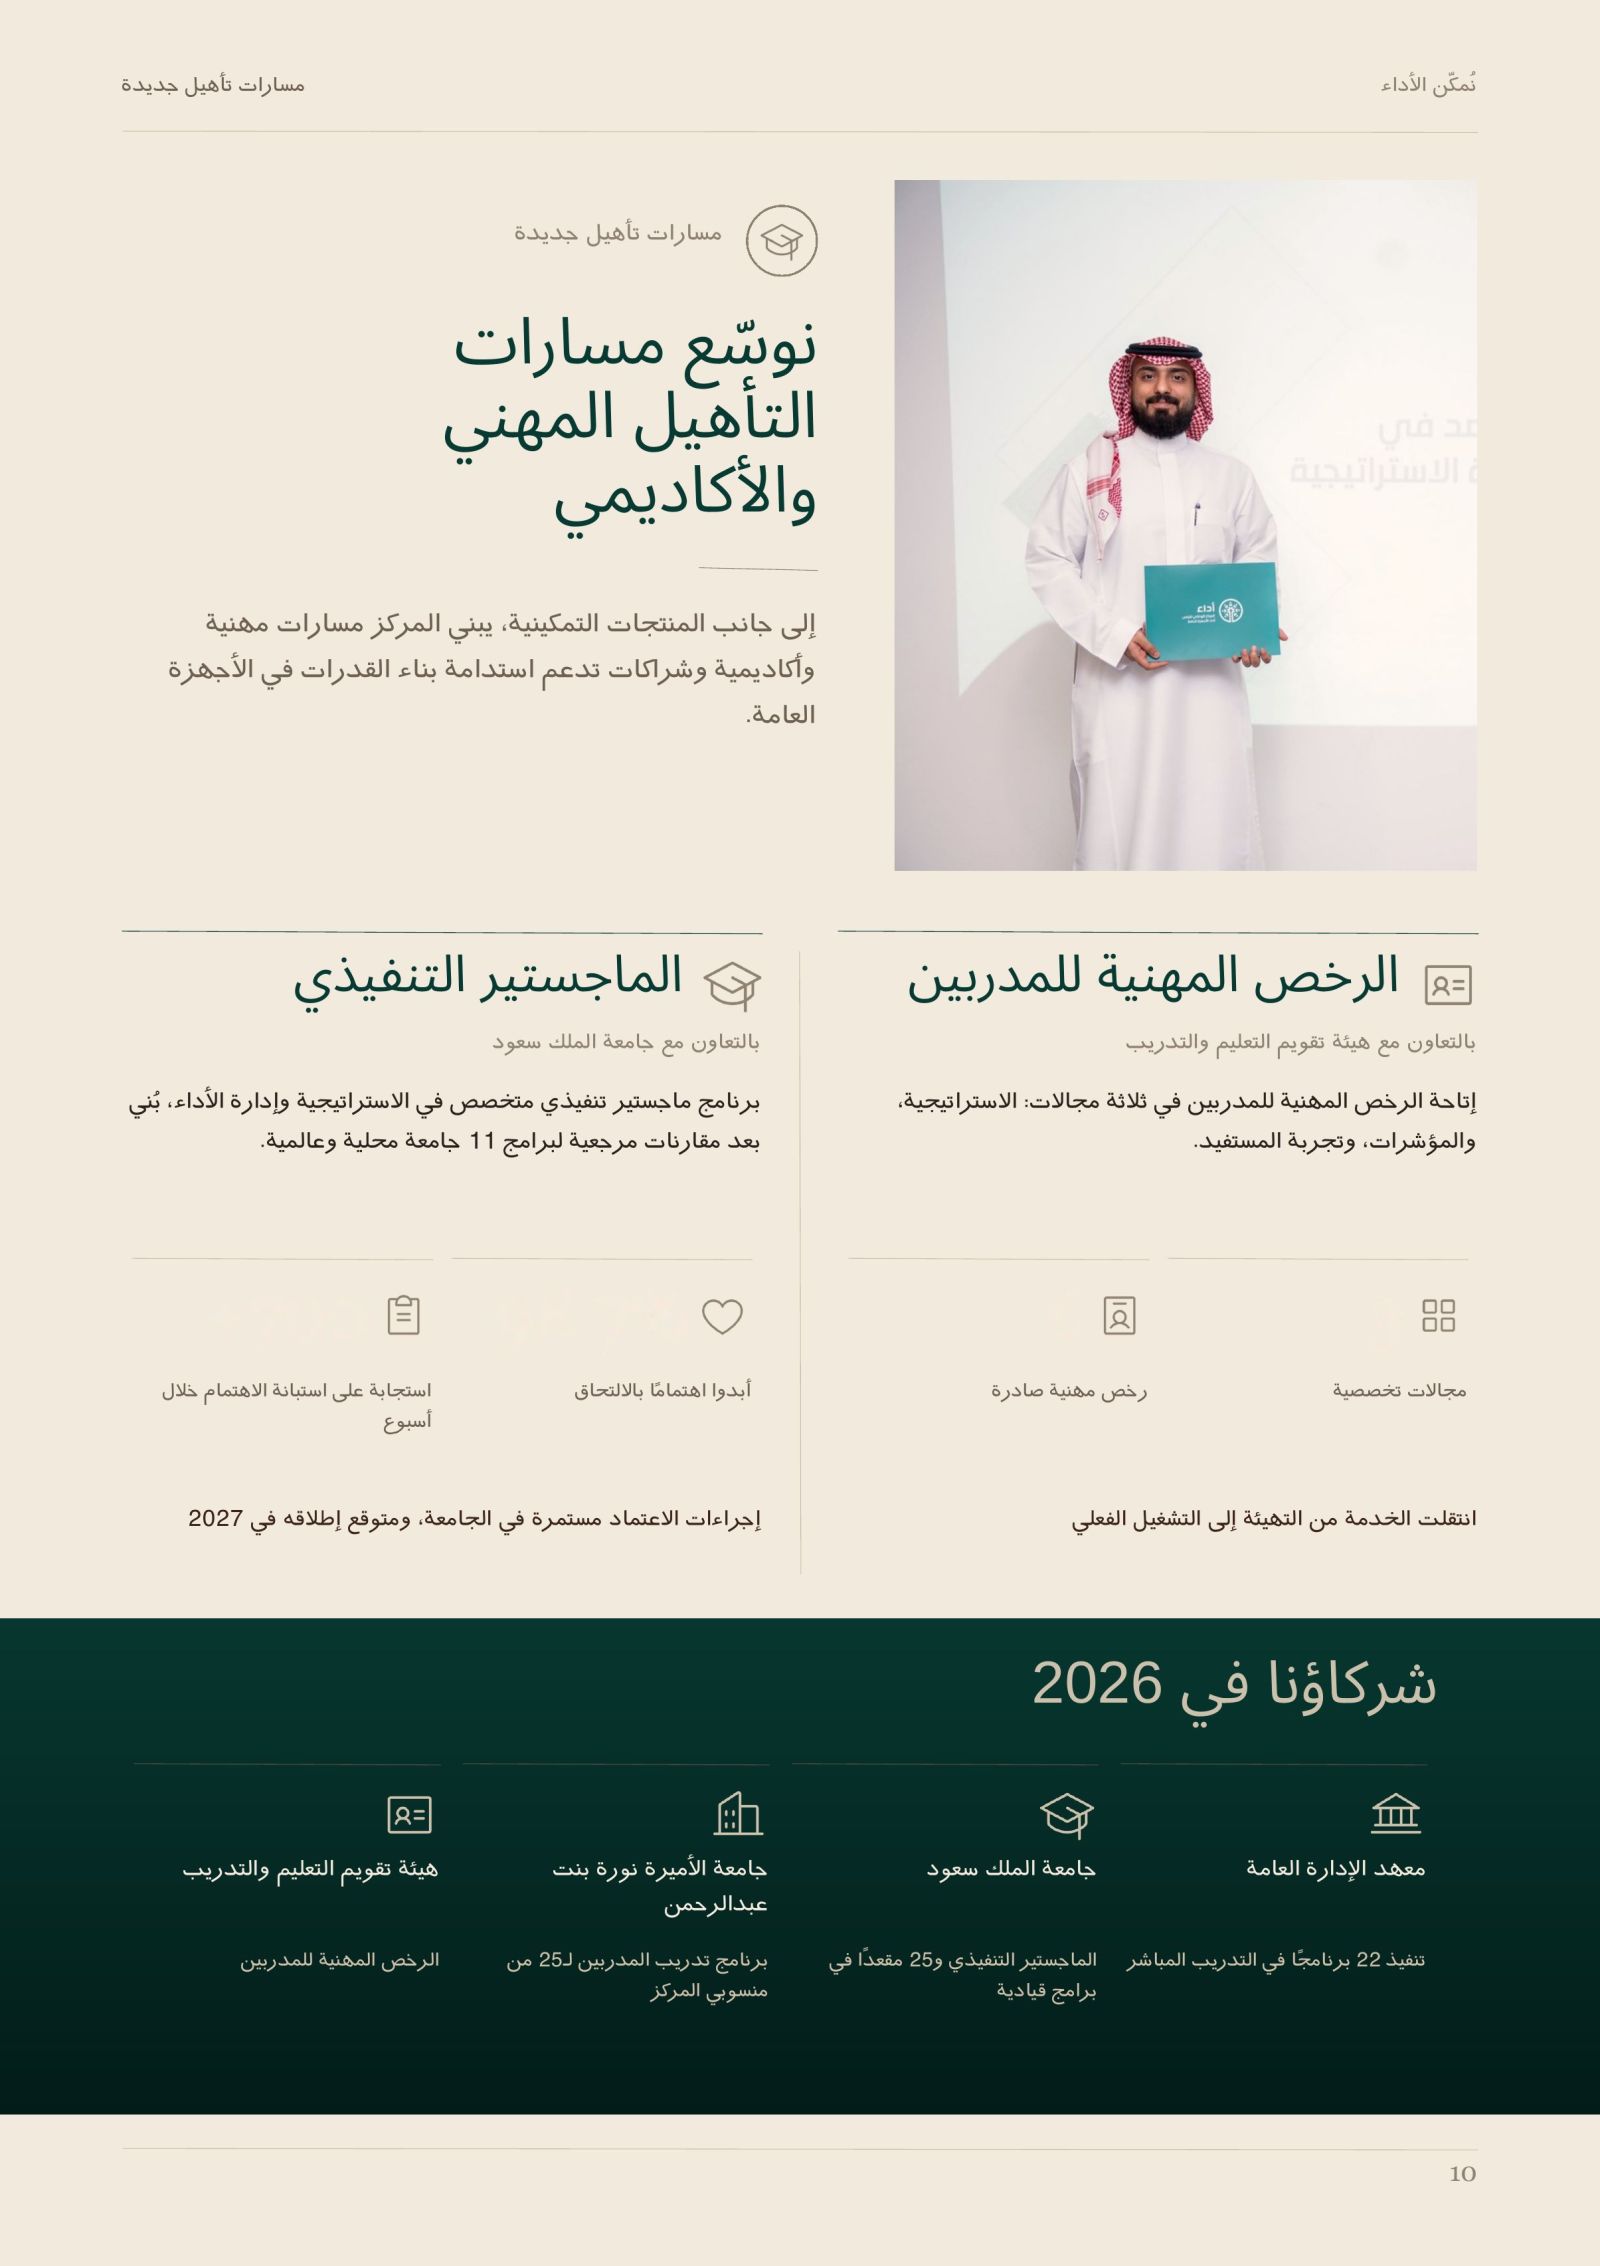 نُمكّن الأداء
مسارات تأهيل جديدة
مسارات تأهيل جديدة
نوسّع مسارات
التأهيل المهني
والأكاديمي
إلى جانب المنتجات التمكينية، يبني المركز مسارات مهنية
وأكاديمية وشراكات تدعم استدامة بناء القدرات في الأجهزة
العامة.
في
الاستراتيجية
أداء
الرخص المهنية للمدربين
بالتعاون مع هيئة تقويم التعليم والتدريب
إتاحة الرخص المهنية للمدربين في ثلاثة مجالات: الاستراتيجية،
والمؤشرات، وتجربة المستفيد.
مجالات تخصصية
رخص مهنية صادرة
انتقلت الخدمة من التهيئة إلى التشغيل الفعلي
الماجستير التنفيذي
بالتعاون مع جامعة الملك سعود
برنامج ماجستير تنفيذي متخصص في الاستراتيجية وإدارة الأداء، بُني
بعد مقارنات مرجعية لبرامج 11 جامعة محلية وعالمية.
أبدوا اهتمامًا بالالتحاق
استجابة على استبانة الاهتمام خلال
أسبوع
إجراءات الاعتماد مستمرة في الجامعة، ومتوقع إطلاقه في 2027
شركاؤنا في 2026
معهد الإدارة العامة
تنفيذ 22 برنامجًا في التدريب المباشر
جامعة الملك سعود
الماجستير التنفيذي و25 مقعدًا في
برامج قيادية
جامعة الأميرة نورة بنت
عبدالرحمن
برنامج تدريب المدربين لـ25 من
منسوبي المركز
هيئة تقويم التعليم والتدريب
الرخص المهنية للمدربين
10